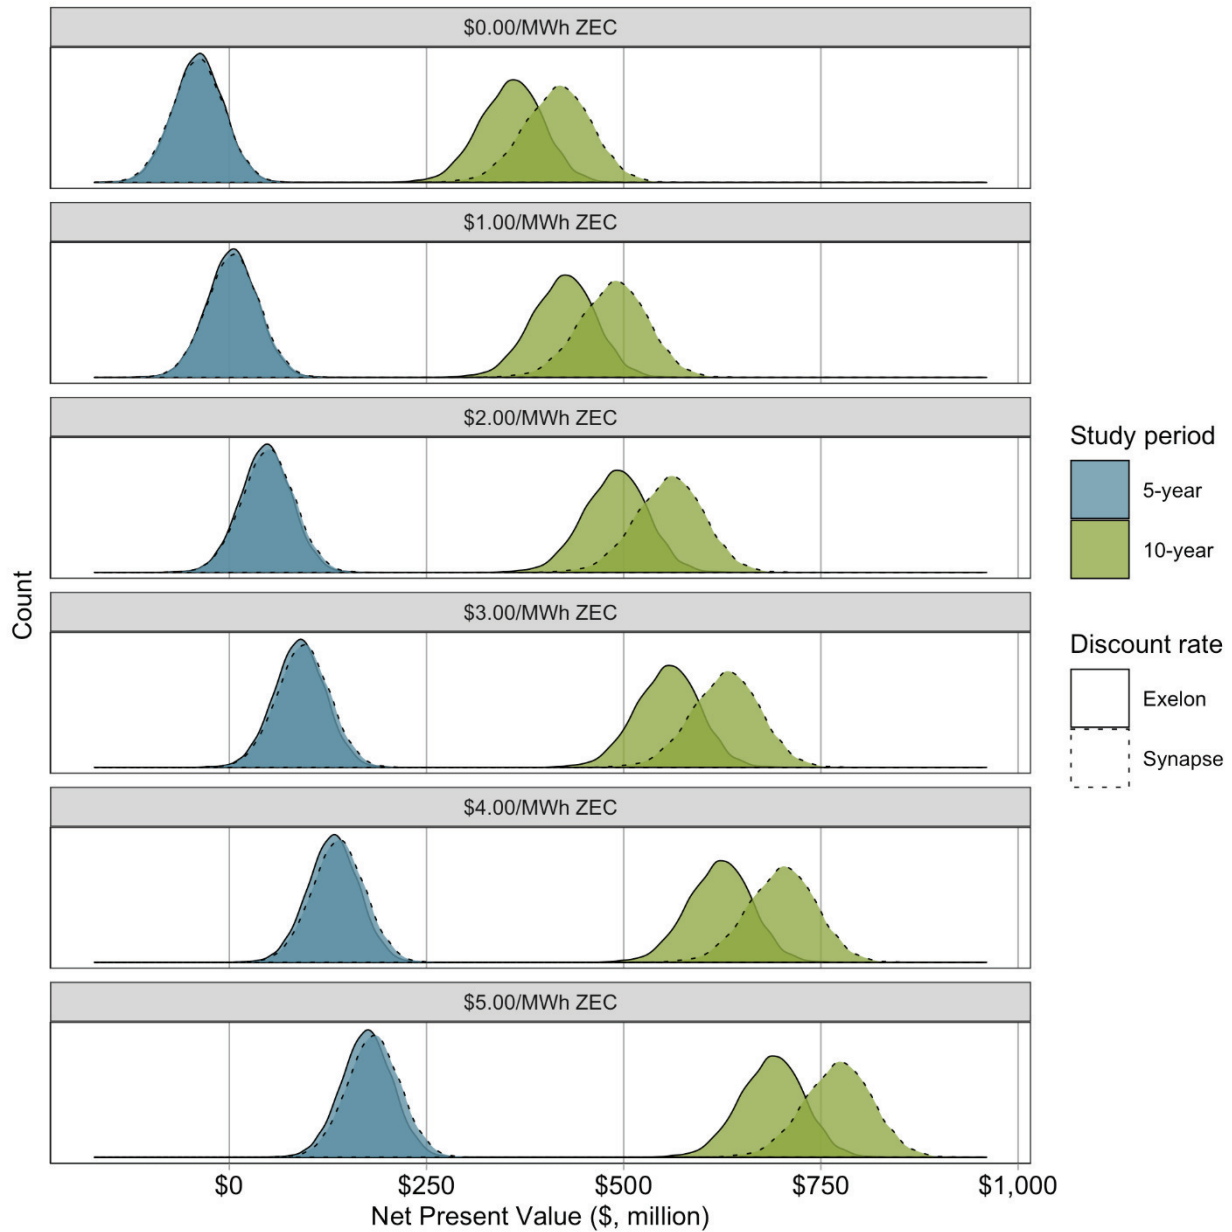 $0.00/MWh ZEC
$1.00/MWh ZEC
$2.00/MWh ZEC
$3.00/MWh ZEC
$4.00/MWh ZEC
$5.00/MWh ZEC
Count
$0 $250 $500 $750 $1,000
Net Present Value ($, million)
Study period
5-year
10-year
Discount rate
Exelon
Synapse